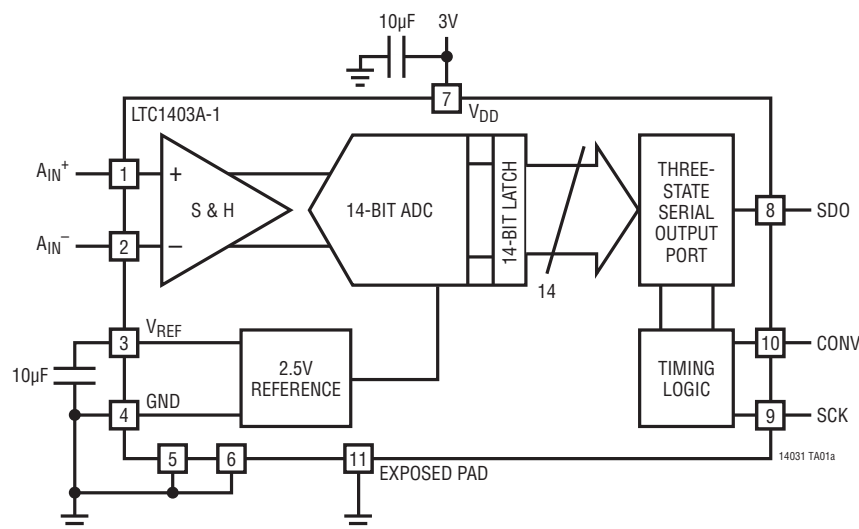 10µF
3V
7
VDD
LTC1403A-1
AIN+
1
+
S & H
AIN–
2
–
14-BIT ADC
14-BIT LATCH
14
THREE-
STATE
SERIAL
OUTPUT
PORT
8
SDO
3
VREF
10µF
4
GND
2.5V
REFERENCE
TIMING
LOGIC
10
CONV
9
SCK
5
6
11
EXPOSED PAD
14031 TA01a